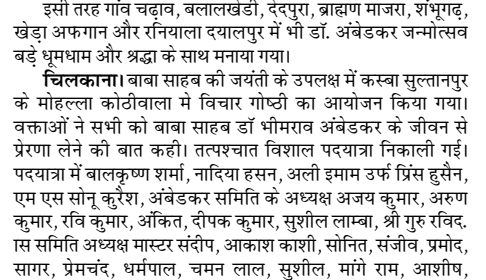 इसी तरह गांव चढ़ाव, बलालखेडी, देदपुरा, ब्राह्मण माजरा, शंभूगढ़,
खेड़ा अफगान और रनियाला दयालपुर में भी डॉ. अंबेडकर जन्मोत्सव
बड़े धूमधाम और श्रद्धा के साथ मनाया गया।
चिलकाना। बाबा साहब की जयंती के उपलक्ष में कस्बा सुल्तानपुर
के मोहल्ला कोठीवाला मे विचार गोष्ठी का आयोजन किया गया।
वक्ताओं ने सभी को बाबा साहब डॉ भीमराव अंबेडकर के जीवन से
प्रेरणा लेने की बात कही। तत्पश्चात विशाल पदयात्रा निकाली गई।
पदयात्रा में बालकृष्ण शर्मा, नादिया हसन, अली इमाम उर्फ प्रिंस हुसैन,
एम एस सोनू कुरैश, अंबेडकर समिति के अध्यक्ष अजय कुमार, अरुण
कुमार, रवि कुमार, अंकित, दीपक कुमार, सुशील लाम्बा, श्री गुरु रविद.
ास समिति अध्यक्ष मास्टर संदीप, आकाश काशी, सोनित, संजीव, प्रमोद,
सागर, प्रेमचंद, धर्मपाल, चमन लाल, सुशील, मांगे राम, आशीष,